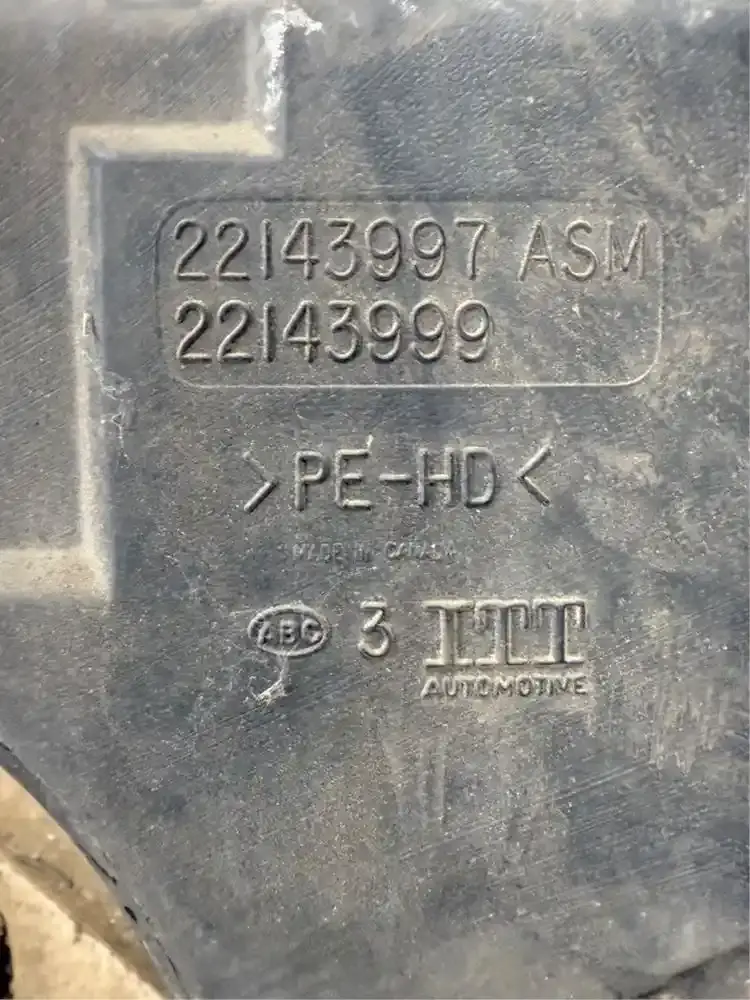 22143997 ASM
22143999
>PE-HD<
MADE IN CANADA
ABC 3 ITT
AUTOMOTIVE